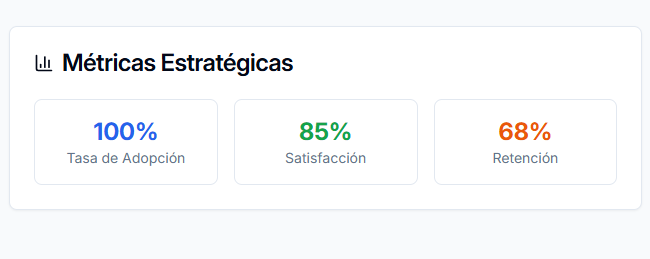 Métricas Estratégicas
100%
Tasa de Adopción
85%
Satisfacción
68%
Retención